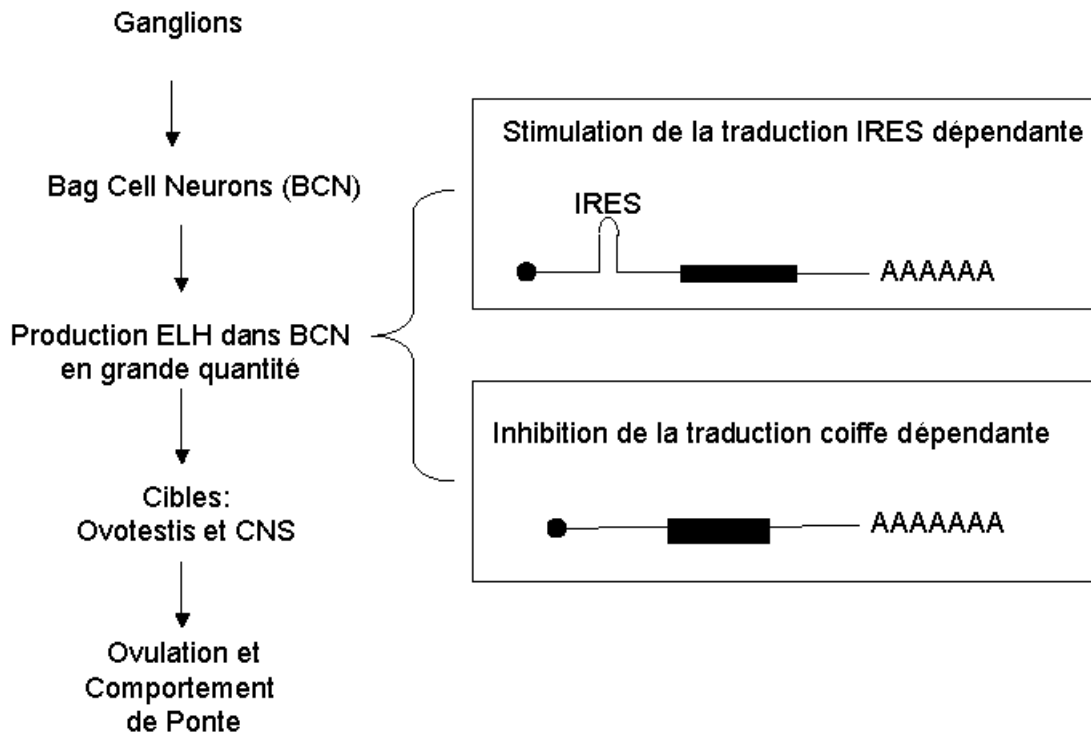 Ganglions
Bag Cell Neurons (BCN)
Production ELH dans BCN
en grande quantité
Cibles:
Ovotestis et CNS
Ovulation et
Comportement
de Ponte
Stimulation de la traduction IRES dépendante
IRES
AAAAAA
Inhibition de la traduction coiffe dépendante
AAAAAAA